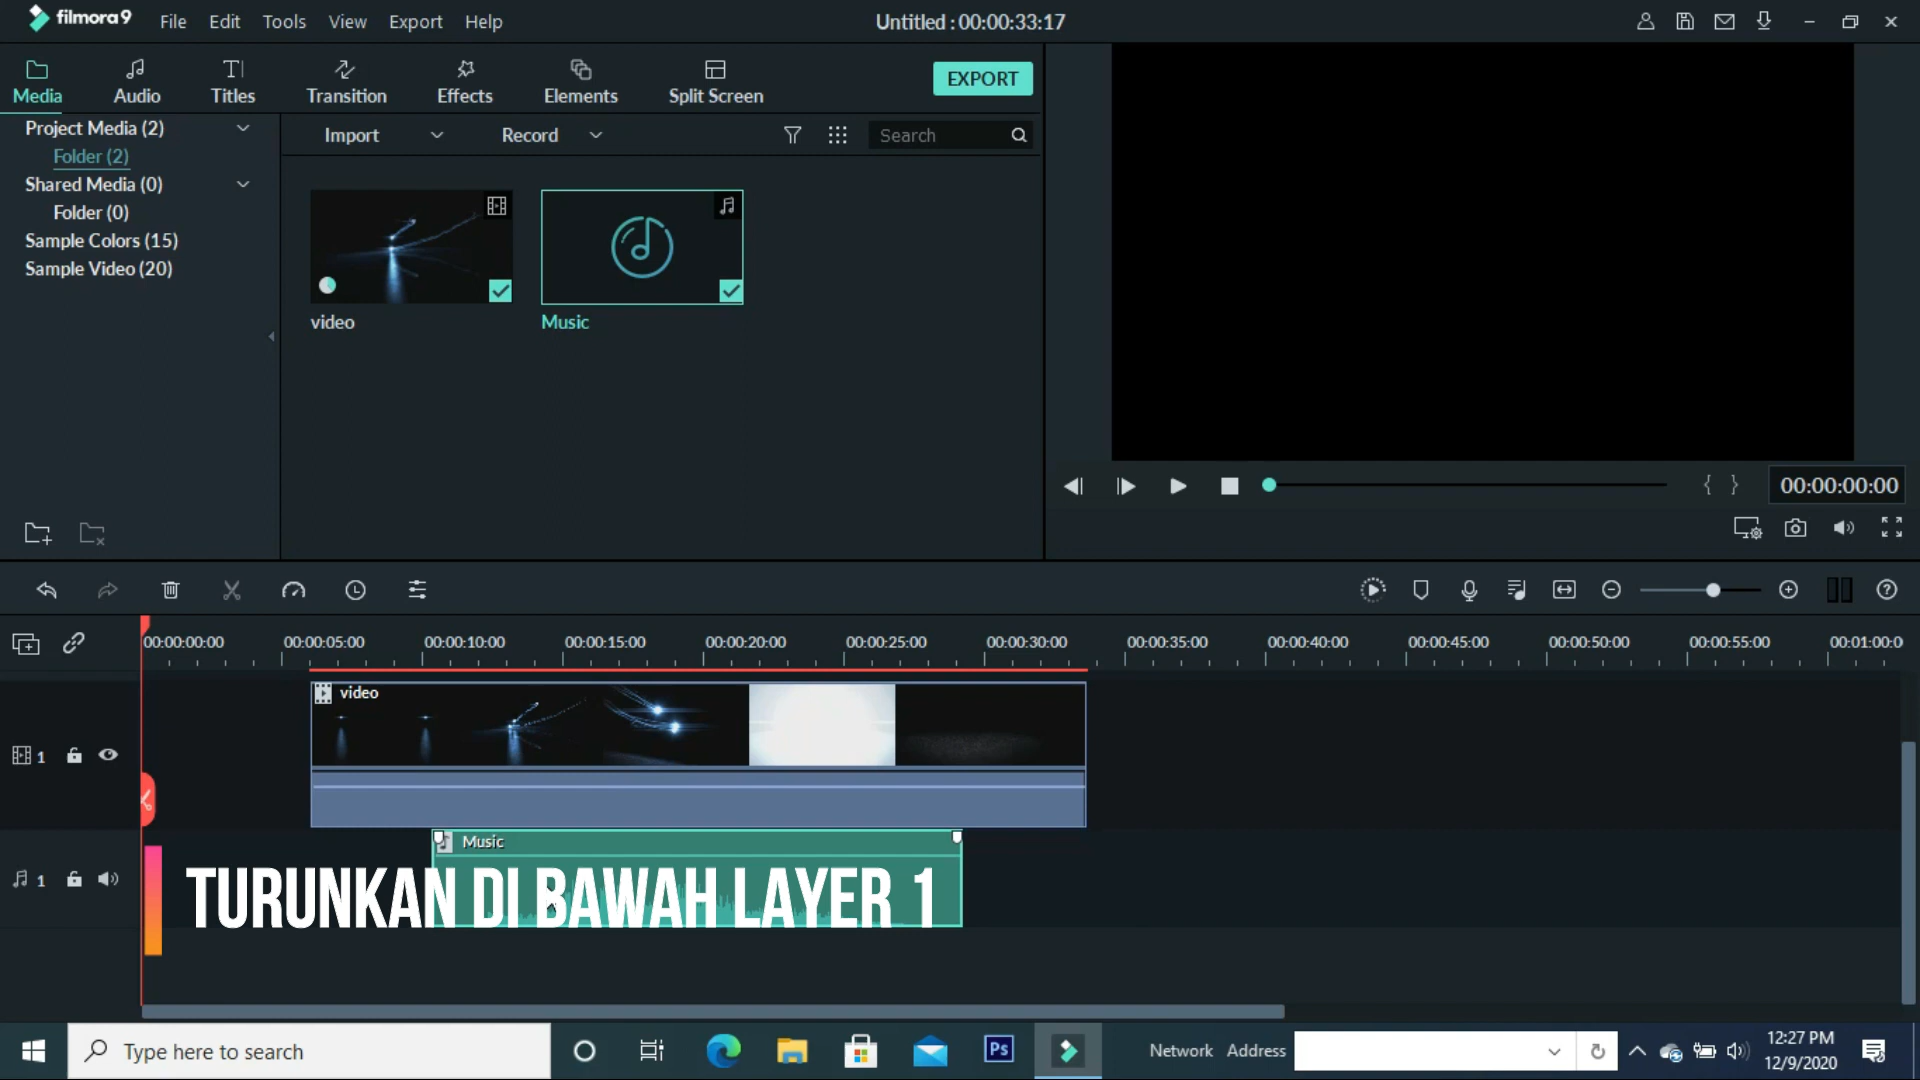 filmora9 File Edit Tools View Export Help Untitled : 00:00:33:17
Media Audio Titles Transition Effects Elements Split Screen EXPORT
Project Media (2)
Folder (2)
Shared Media (0)
Folder (0)
Sample Colors (15)
Sample Video (20)
Import Record Search
video Music
00:00:00:00
00:00:00:00 00:00:05:00 00:00:10:00 00:00:15:00 00:00:20:00 00:00:25:00 00:00:30:00 00:00:35:00 00:00:40:00 00:00:45:00 00:00:50:00 00:00:55:00 00:01:00:0
video
1
Music
1
TURUNKAN DI BAWAH LAYER 1
Type here to search Ps Network Address 12:27 PM
12/9/2020